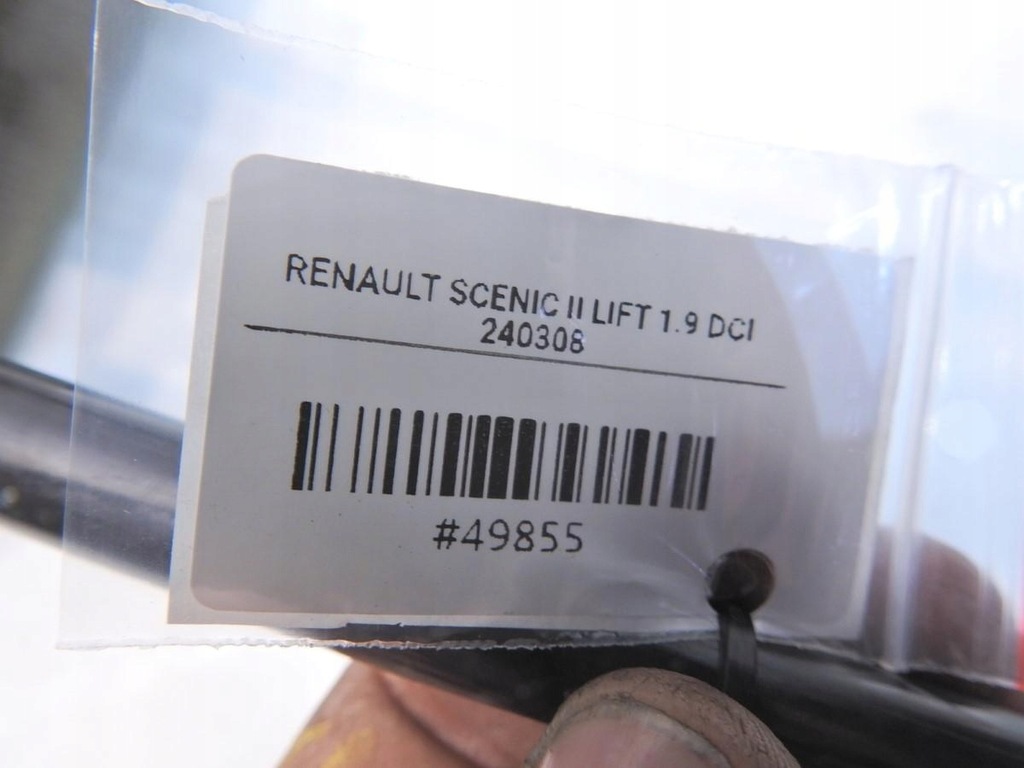 RENAULT SCENIC II LIFT 1.9 DCI
240308
#49855